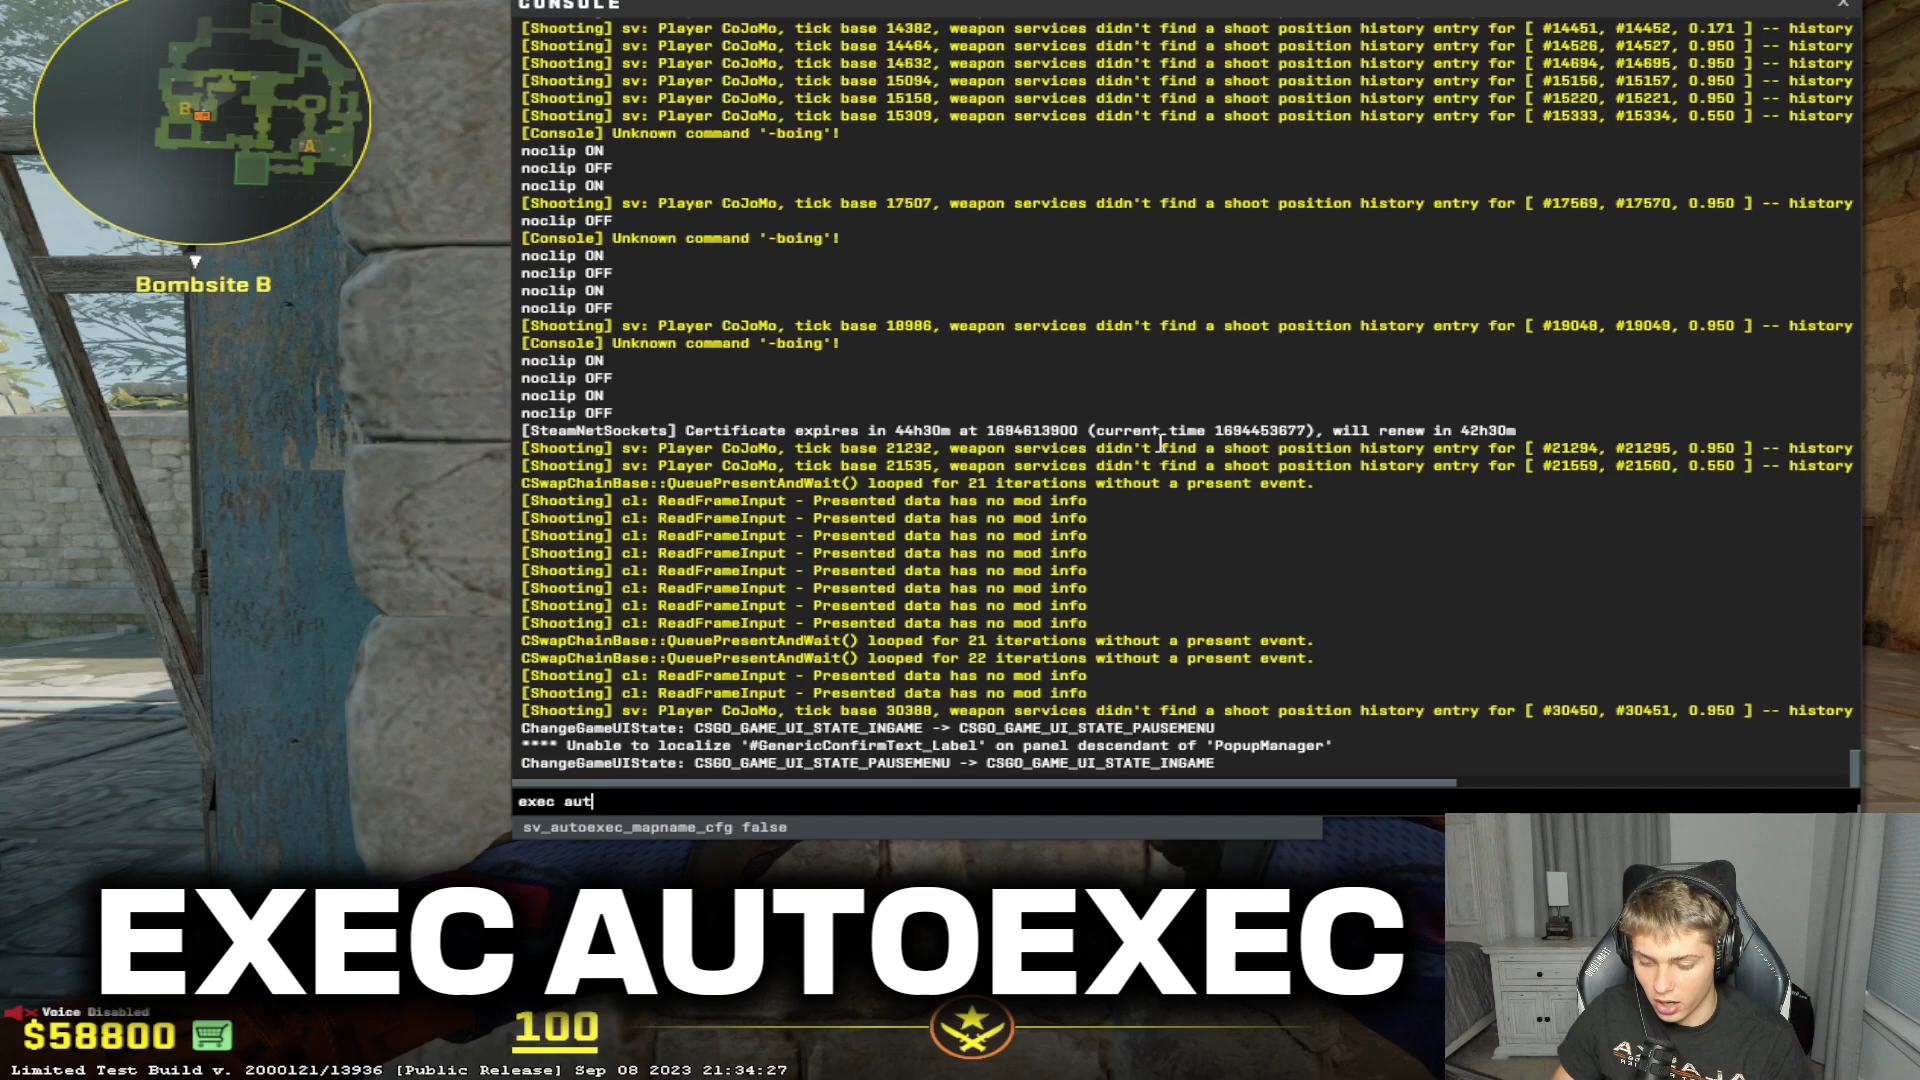 CONSOLE
X
[Shooting] sv: Player CoJoMo, tick base 14382, weapon services didn't find a shoot position history entry for [ #14451, #14452, 0.171 ] -- history
[Shooting] sv: Player CoJoMo, tick base 14464, weapon services didn't find a shoot position history entry for [ #14526, #14527, 0.950 ] -- history
[Shooting] sv: Player CoJoMo, tick base 14632, weapon services didn't find a shoot position history entry for [ #14694, #14695, 0.950 ] -- history
[Shooting] sv: Player CoJoMo, tick base 15094, weapon services didn't find a shoot position history entry for [ #15156, #15157, 0.950 ] -- history
[Shooting] sv: Player CoJoMo, tick base 15158, weapon services didn't find a shoot position history entry for [ #15220, #15221, 0.950 ] -- history
[Shooting] sv: Player CoJoMo, tick base 15309, weapon services didn't find a shoot position history entry for [ #15333, #15334, 0.550 ] -- history
[Console] Unknown command '-boing'!
noclip ON
noclip OFF
noclip ON
[Shooting] sv: Player CoJoMo, tick base 17507, weapon services didn't find a shoot position history entry for [ #17569, #17570, 0.950 ] -- history
noclip OFF
[Console] Unknown command '-boing'!
noclip ON
noclip OFF
noclip ON
noclip OFF
[Shooting] sv: Player CoJoMo, tick base 18986, weapon services didn't find a shoot position history entry for [ #19048, #19049, 0.950 ] -- history
[Console] Unknown command '-boing'!
noclip ON
noclip OFF
noclip ON
noclip OFF
[SteamNetSockets] Certificate expires in 44h30m at 1694613900 (current time 1694453677), will renew in 42h30m
[Shooting] sv: Player CoJoMo, tick base 21232, weapon services didn't find a shoot position history entry for [ #21294, #21295, 0.950 ] -- history
[Shooting] sv: Player CoJoMo, tick base 21535, weapon services didn't find a shoot position history entry for [ #21559, #21560, 0.550 ] -- history
CSwapChainBase::QueuePresentAndWait() looped for 21 iterations without a present event.
[Shooting] cl: ReadFrameInput - Presented data has no mod info
[Shooting] cl: ReadFrameInput - Presented data has no mod info
[Shooting] cl: ReadFrameInput - Presented data has no mod info
[Shooting] cl: ReadFrameInput - Presented data has no mod info
[Shooting] cl: ReadFrameInput - Presented data has no mod info
[Shooting] cl: ReadFrameInput - Presented data has no mod info
[Shooting] cl: ReadFrameInput - Presented data has no mod info
[Shooting] cl: ReadFrameInput - Presented data has no mod info
CSwapChainBase::QueuePresentAndWait() looped for 21 iterations without a present event.
CSwapChainBase::QueuePresentAndWait() looped for 22 iterations without a present event.
[Shooting] cl: ReadFrameInput - Presented data has no mod info
[Shooting] cl: ReadFrameInput - Presented data has no mod info
[Shooting] sv: Player CoJoMo, tick base 30388, weapon services didn't find a shoot position history entry for [ #30450, #30451, 0.950 ] -- history
ChangeGameUIState: CSGO_GAME_UI_STATE_INGAME -> CSGO_GAME_UI_STATE_PAUSEMENU
**** Unable to localize '#GenericConfirmText_Label' on panel descendant of 'PopupManager'
ChangeGameUIState: CSGO_GAME_UI_STATE_PAUSEMENU -> CSGO_GAME_UI_STATE_INGAME
exec aut
sv_autoexec_mapname_cfg false
B
A
Bombsite B
EXEC AUTOEXEC
Voice Disabled
$58800
100
Limited Test Build v. 2000121/13936 [Public Release] Sep 08 2023 21:34:27